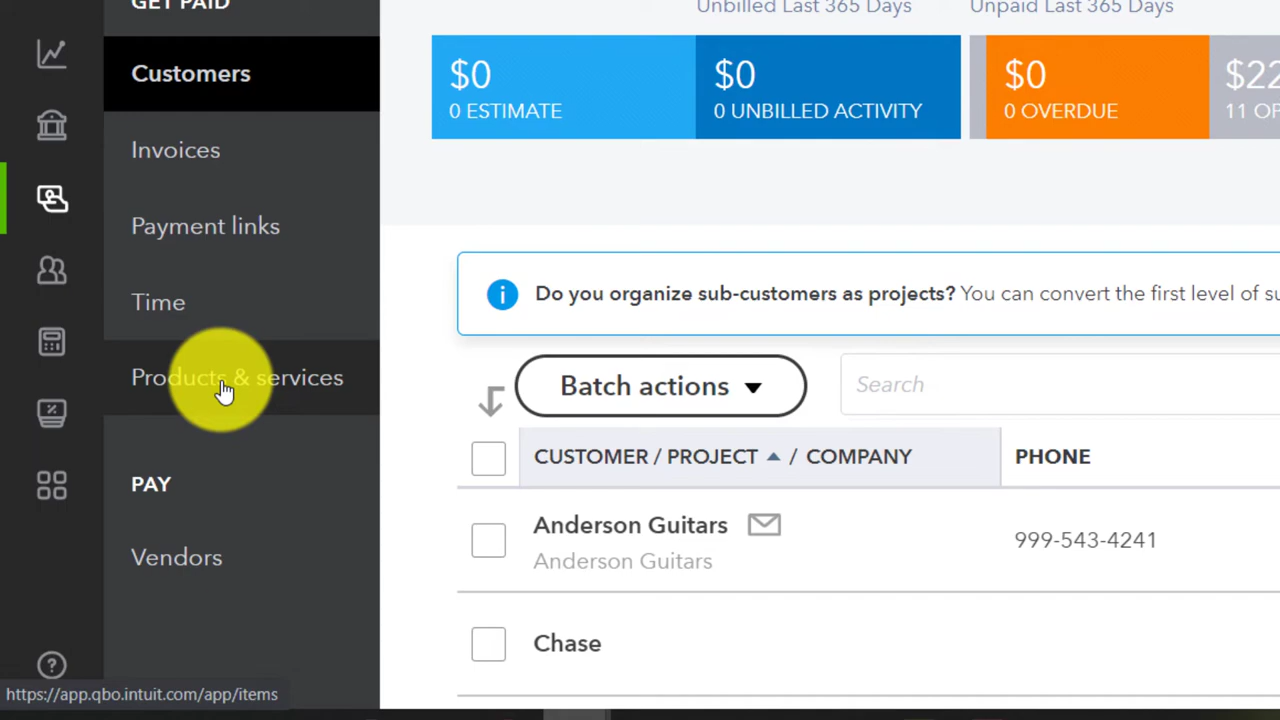 GET PAID
Customers
Invoices
Payment links
Time
Products & services
PAY
Vendors
https://app.qbo.intuit.com/app/items
Unbilled Last 365 Days
Unpaid Last 365 Days
$0
0 ESTIMATE
$0
0 UNBILLED ACTIVITY
$0
0 OVERDUE
$22
11 OP
Do you organize sub-customers as projects? You can convert the first level of su
Batch actions
Search
CUSTOMER / PROJECT / COMPANY
PHONE
Anderson Guitars
Anderson Guitars
999-543-4241
Chase